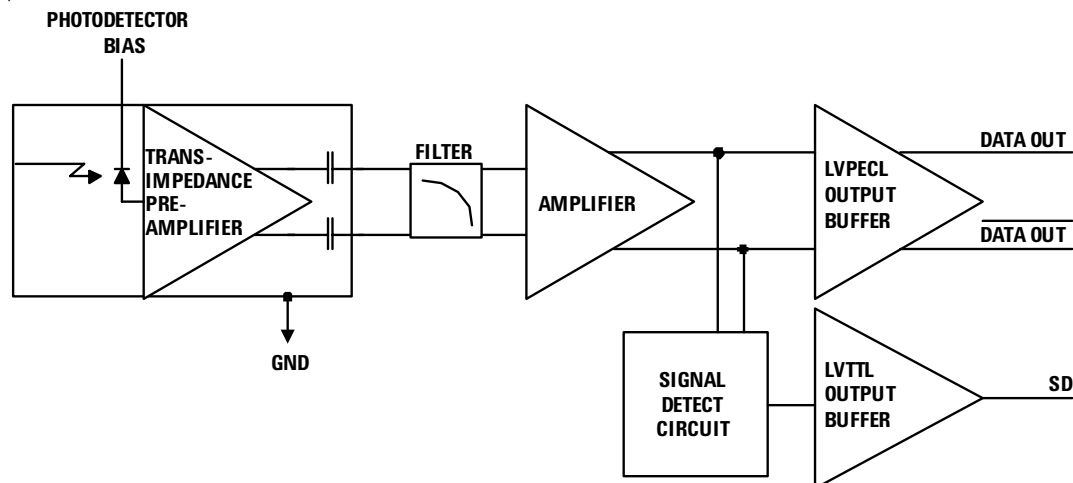 PHOTODETECTOR
BIAS
TRANS-
IMPEDANCE
PRE-
AMPLIFIER
GND
FILTER
AMPLIFIER
LVPECL
OUTPUT
BUFFER
DATA OUT
DATA OUT
SIGNAL
DETECT
CIRCUIT
LVTTL
OUTPUT
BUFFER
SD